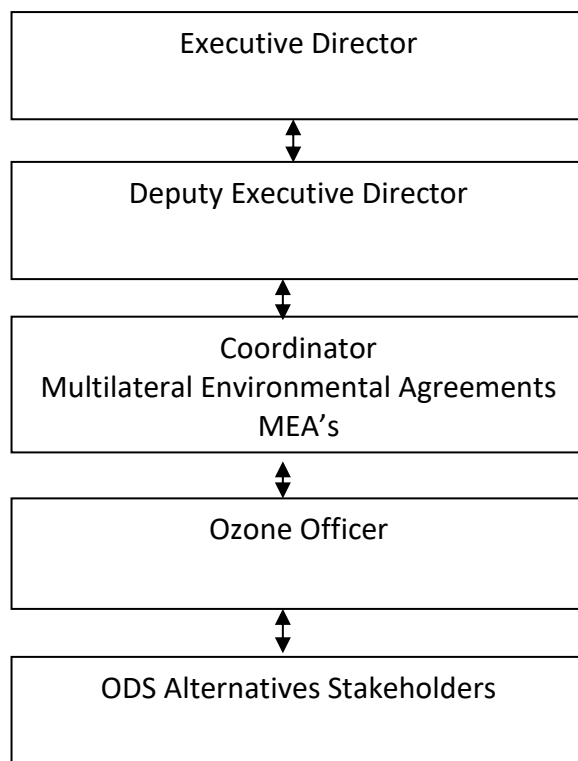 Executive Director
Deputy Executive Director
Coordinator
Multilateral Environmental Agreements
MEA’s
Ozone Officer
ODS Alternatives Stakeholders